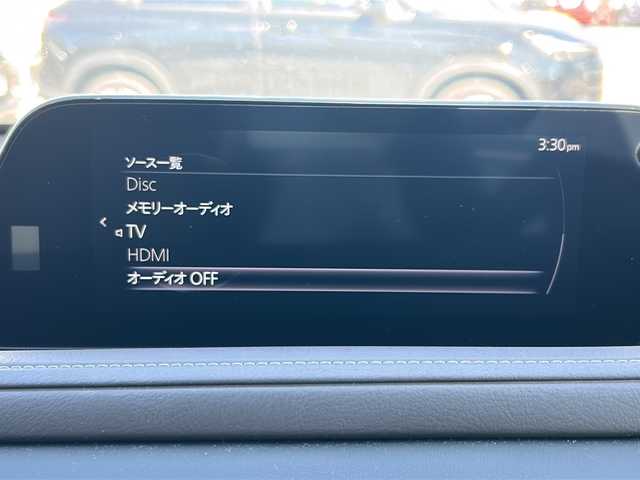 3:30pm
ソース一覧
Disc
メモリーオーディオ
TV
HDMI
オーディオ OFF